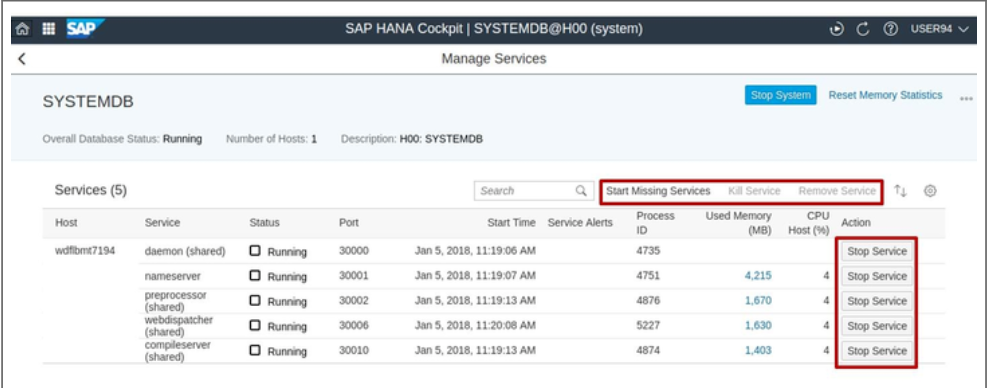 SAP SAP HANA Cockpit | SYSTEMDB@H00 (system) USER94
Manage Services
SYSTEMDB Stop System Reset Memory Statistics
Overall Database Status: Running Number of Hosts: 1 Description: H00: SYSTEMDB
Services (5) Search Start Missing Services Kill Service Remove Service
Host Service Status Port Start Time Service Alerts Process ID Used Memory (MB) CPU Host (%) Action
wdflbmt7194 daemon (shared) Running 30000 Jan 5, 2018, 11:19:06 AM 4735 Stop Service
nameserver Running 30001 Jan 5, 2018, 11:19:07 AM 4751 4,215 4 Stop Service
preprocessor (shared) Running 30002 Jan 5, 2018, 11:19:13 AM 4876 1,670 4 Stop Service
webdispatcher (shared) Running 30006 Jan 5, 2018, 11:20:08 AM 5227 1,630 4 Stop Service
compileserver (shared) Running 30010 Jan 5, 2018, 11:19:13 AM 4874 1,403 4 Stop Service